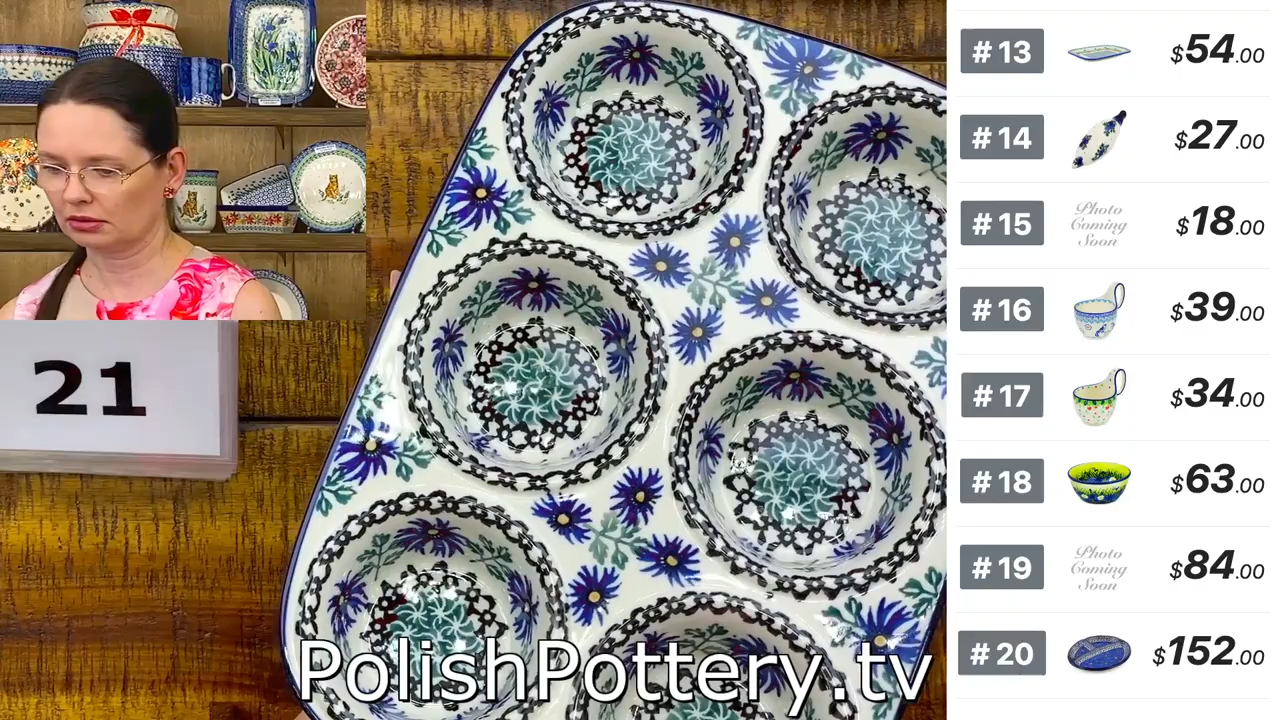 21
PolishPottery.tv
#13 $54.00
#14 $27.00
#15 Photo Coming Soon $18.00
#16 $39.00
#17 $34.00
#18 $63.00
#19 Photo Coming Soon $84.00
#20 $152.00